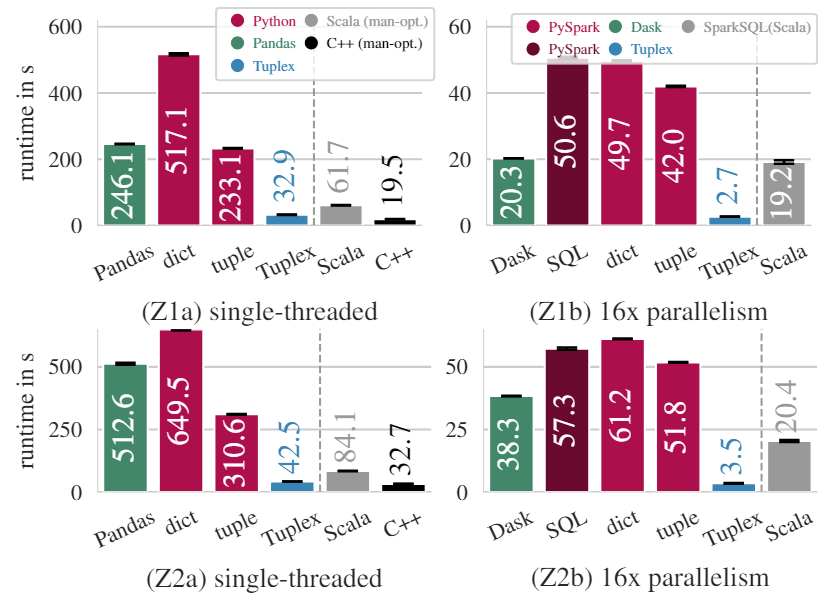 Python
Pandas
Tuplex
Scala (man-opt.)
C++ (man-opt.)
runtime in s
600
400
200
0
246.1
517.1
233.1
32.9
61.7
19.5
Pandas
dict
tuple
Tuplex
Scala
C++
(Z1a) single-threaded
PySpark
PySpark
Dask
Tuplex
SparkSQL(Scala)
60
40
20
0
20.3
50.6
49.7
42.0
2.7
19.2
Dask
SQL
dict
tuple
Tuplex
Scala
(Z1b) 16x parallelism
runtime in s
500
250
0
512.6
649.5
310.6
42.5
84.1
32.7
Pandas
dict
tuple
Tuplex
Scala
C++
(Z2a) single-threaded
50
25
0
38.3
57.3
61.2
51.8
3.5
20.4
Dask
SQL
dict
tuple
Tuplex
Scala
(Z2b) 16x parallelism